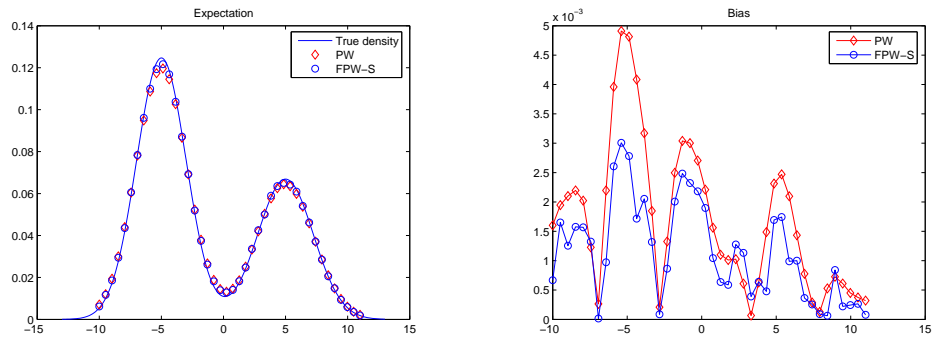 Expectation
0.14
0.12
0.1
0.08
0.06
0.04
0.02
0
−15 −10 −5 0 5 10 15
True density
PW
FPW−S
Bias
x 10⁻³
5
4.5
4
3.5
3
2.5
2
1.5
1
0.5
0
−10 −5 0 5 10 15
PW
FPW−S